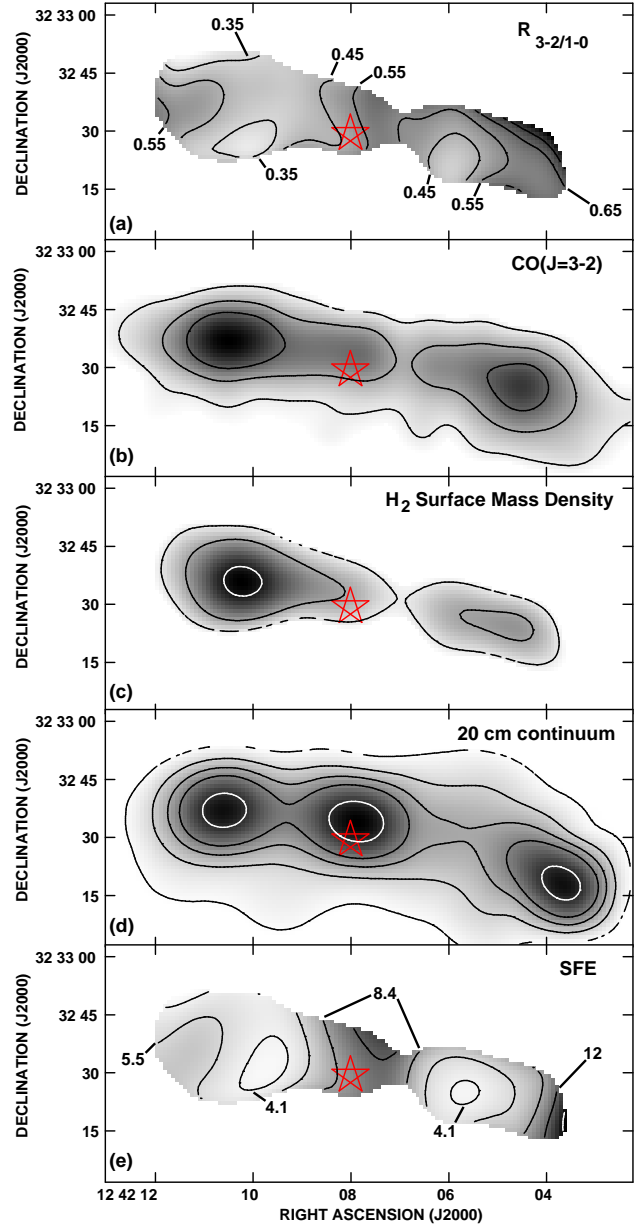 R 3-2/1-0
32 33 00
0.35
0.45
0.55
32 45
DECLINATION (J2000)
30
0.55
0.35
15
0.45
0.55
0.65
(a)
32 33 00
CO(J=3-2)
32 45
DECLINATION (J2000)
30
15
(b)
32 33 00
H2 Surface Mass Density
32 45
DECLINATION (J2000)
30
15
(c)
32 33 00
20 cm continuum
32 45
DECLINATION (J2000)
30
15
(d)
32 33 00
SFE
8.4
32 45
5.5
12
DECLINATION (J2000)
30
4.1
4.1
15
(e)
12 42 12
10
08
06
04
RIGHT ASCENSION (J2000)